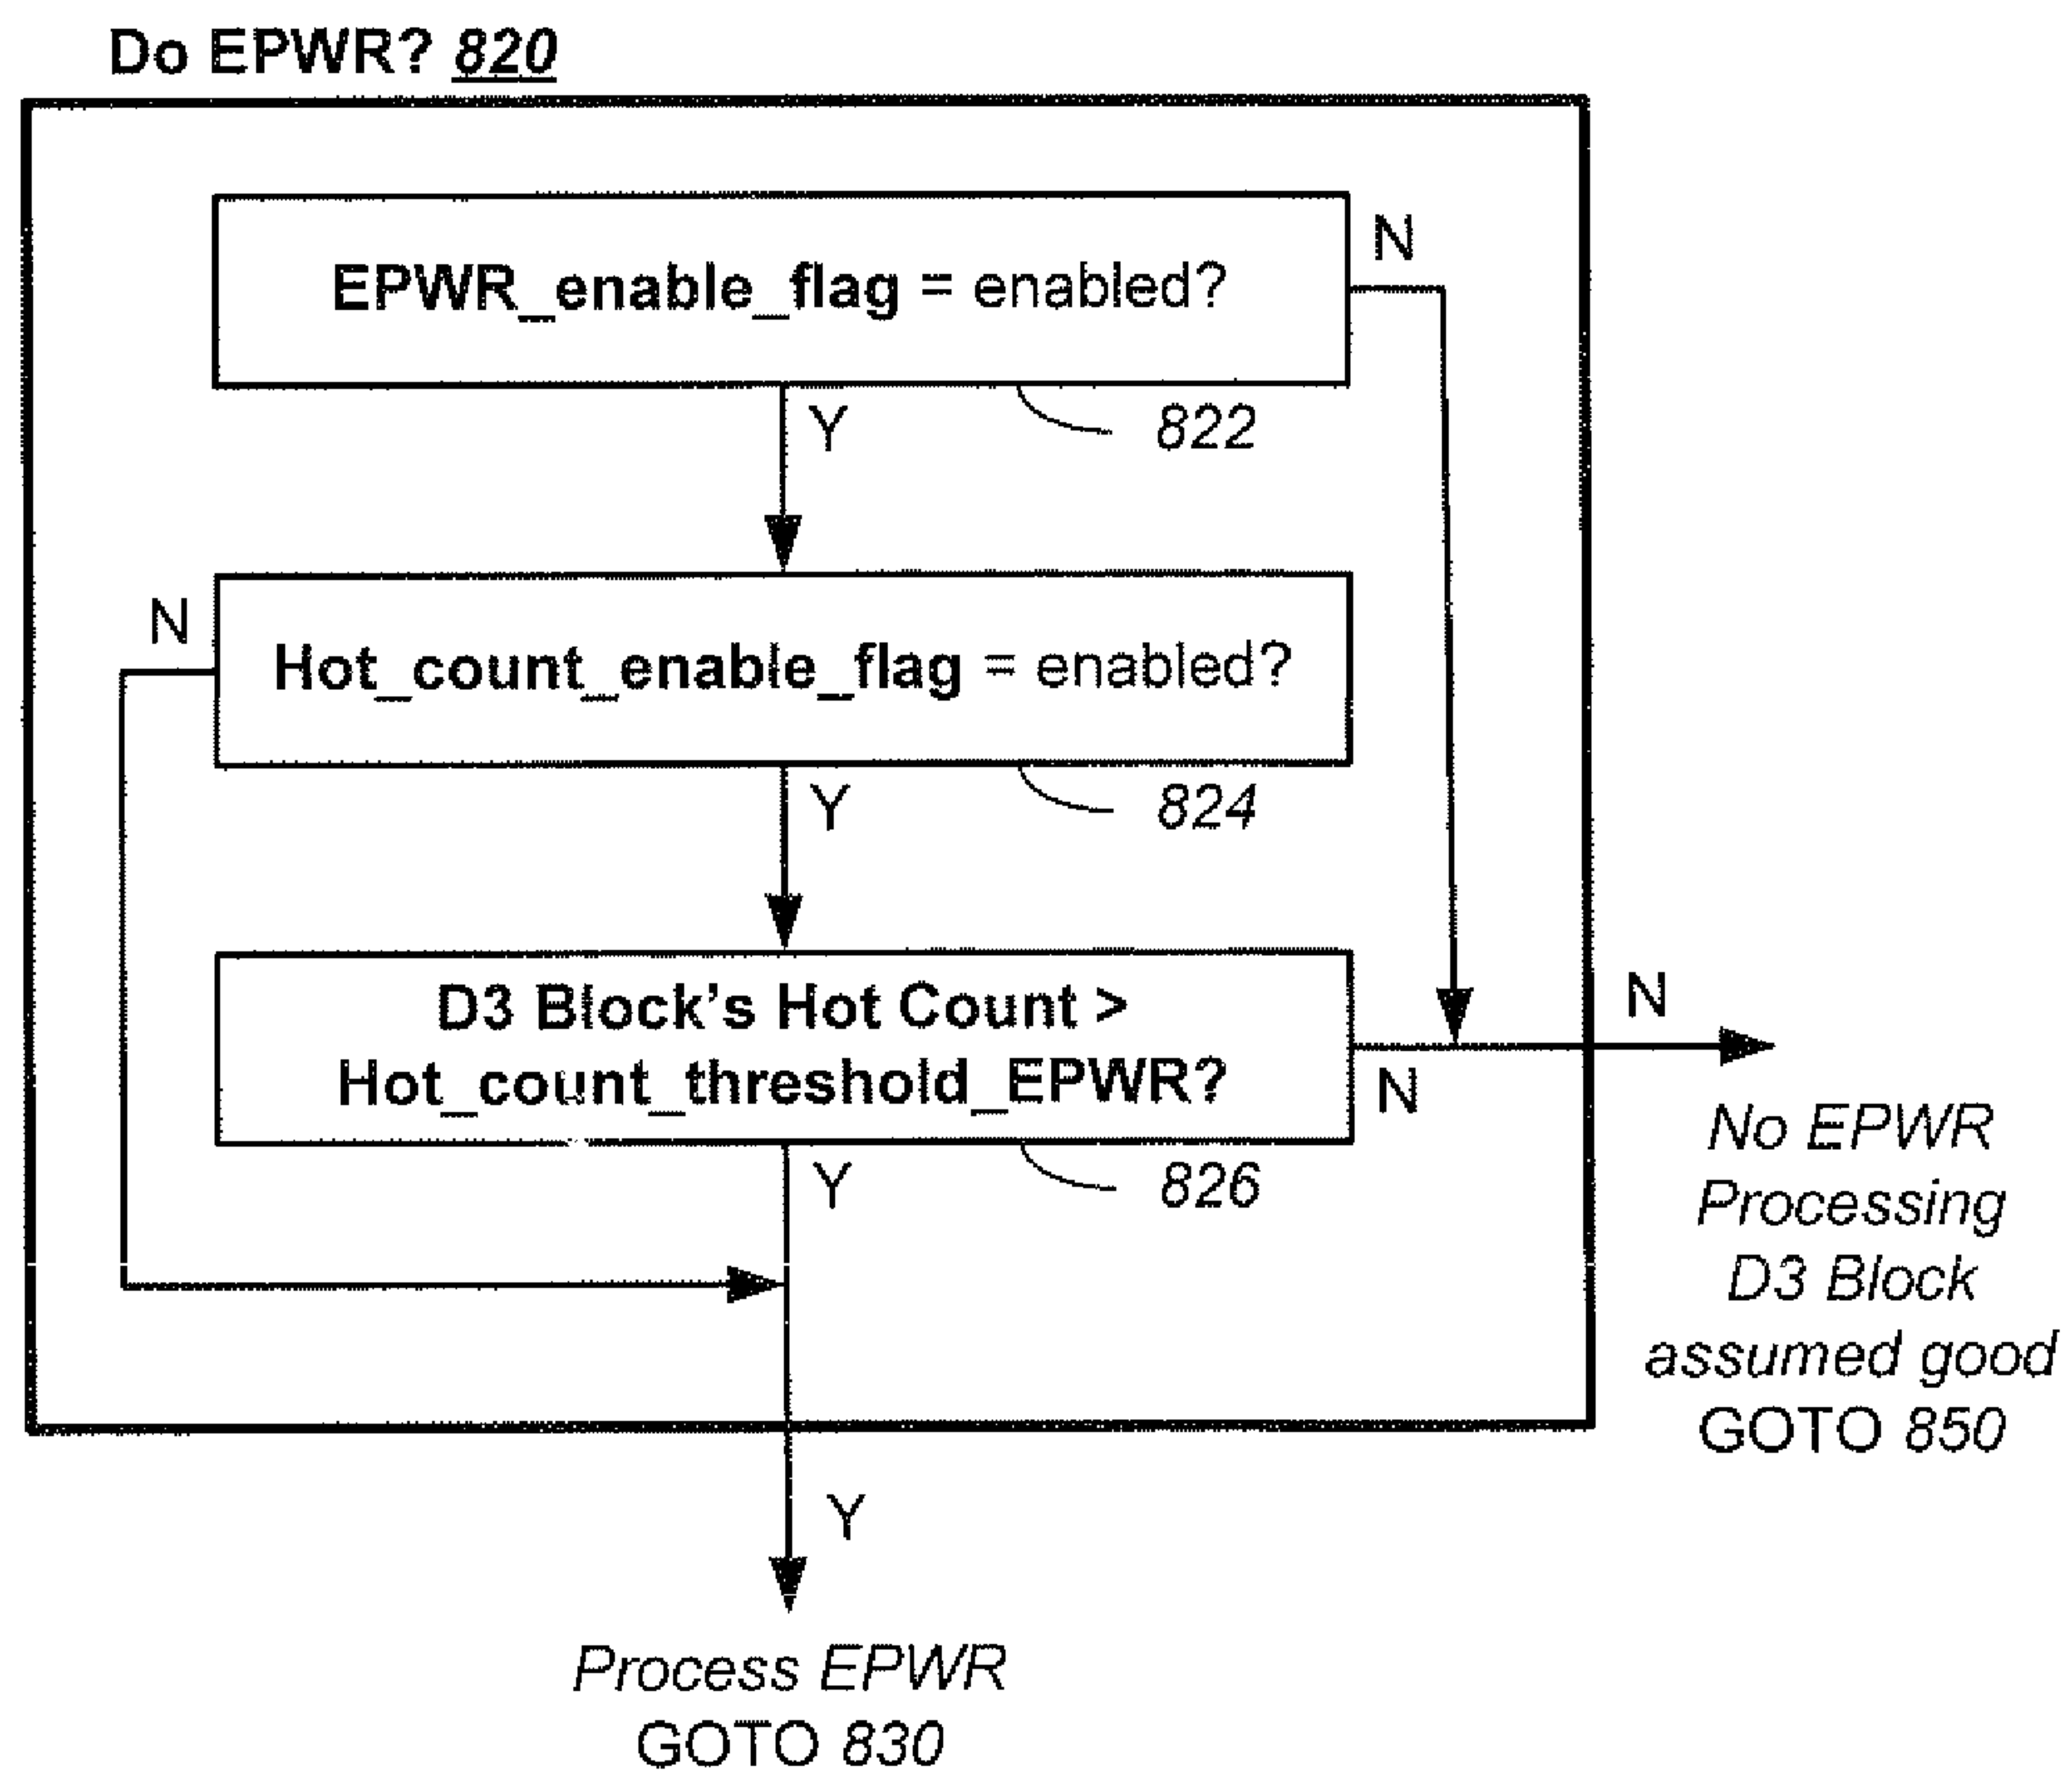 Do EPWR? 820
EPWR_enable_flag = enabled?
N
Y
822
N
Hot_count_enable_flag = enabled?
Y
824
D3 Block's Hot Count >
Hot_count_threshold_EPWR?
N
N
Y
826
No EPWR
Processing
D3 Block
assumed good
GOTO 850
Y
Process EPWR
GOTO 830